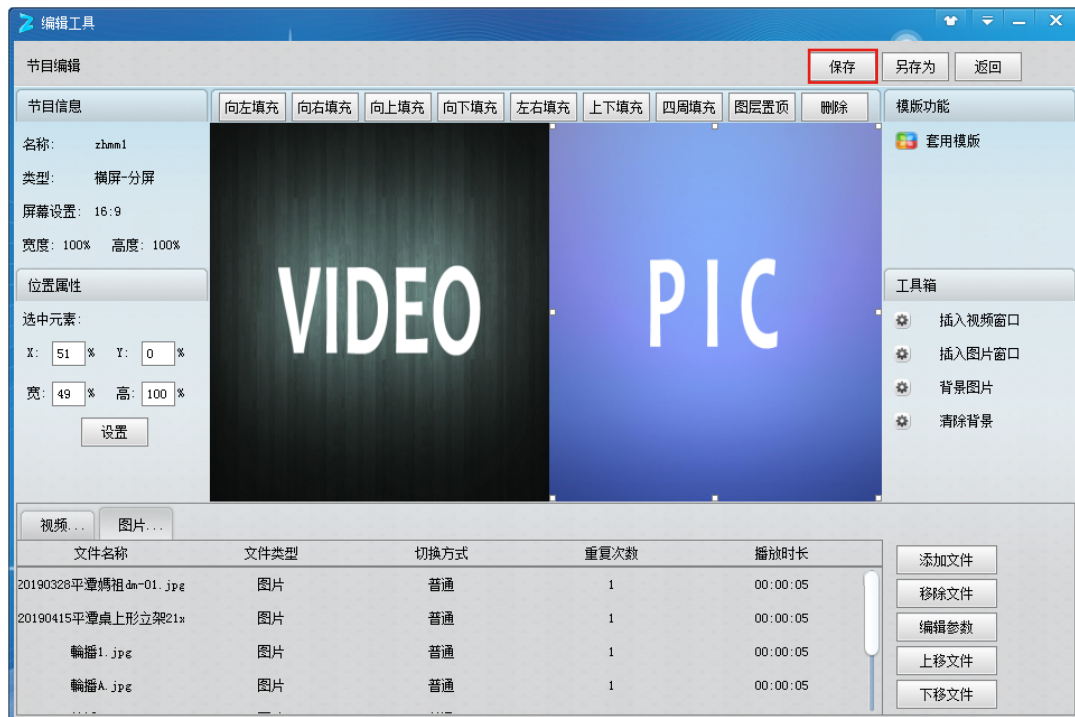 编辑工具
节目编辑
保存 另存为 返回
节目信息
向左填充 向右填充 向上填充 向下填充 左右填充 上下填充 四周填充 图层置顶 删除
模版功能
名称: zhmm1
套用模版
类型: 横屏-分屏
屏幕设置: 16:9
宽度: 100% 高度: 100%
VIDEO
PIC
位置属性
工具箱
选中元素:
插入视频窗口
X: 51 % Y: 0 %
插入图片窗口
宽: 49 % 高: 100 %
背景图片
设置
清除背景
视频... 图片...
文件名称 文件类型 切换方式 重复次数 播放时长
添加文件
20190328平潭媽祖dm-01.jpg 图片 普通 1 00:00:05
移除文件
20190415平潭桌上形立架21x 图片 普通 1 00:00:05
编辑参数
輪播1.jpg 图片 普通 1 00:00:05
上移文件
輪播A.jpg 图片 普通 1 00:00:05
下移文件